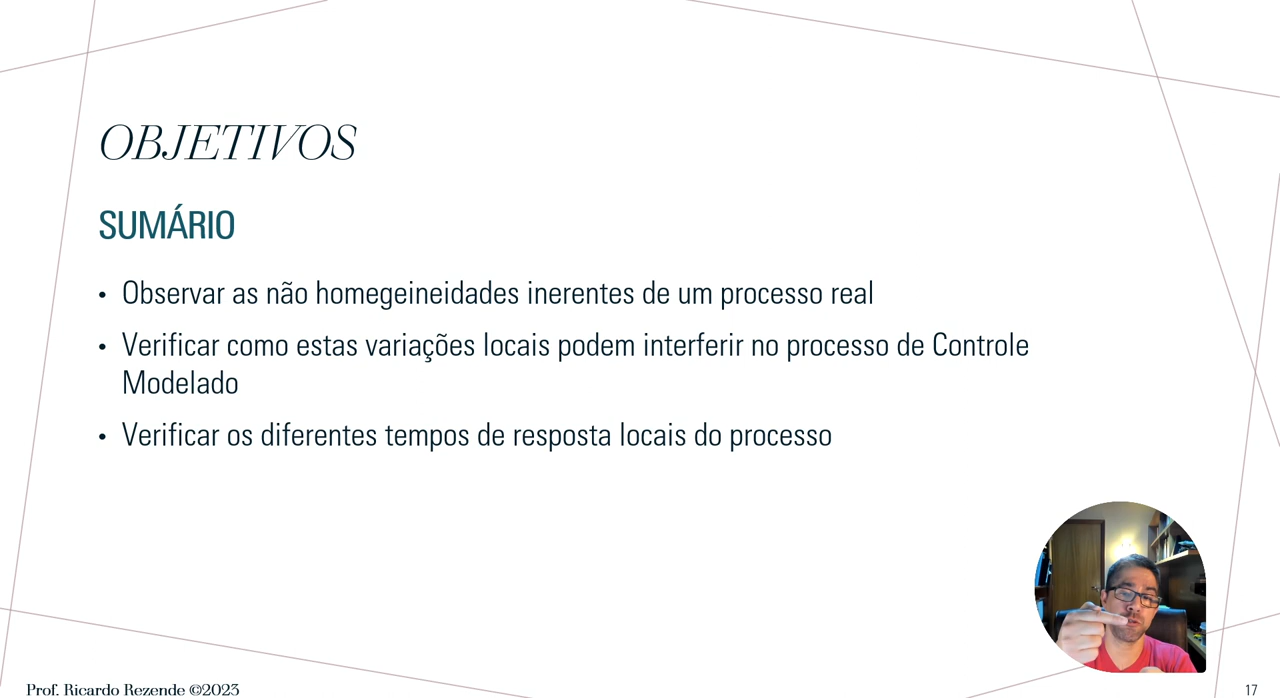 OBJETIVOS
SUMÁRIO
• Observar as não homegeineidades inerentes de um processo real
• Verificar como estas variações locais podem interferir no processo de Controle
Modelado
• Verificar os diferentes tempos de resposta locais do processo
Prof. Ricardo Rezende ©2023
17